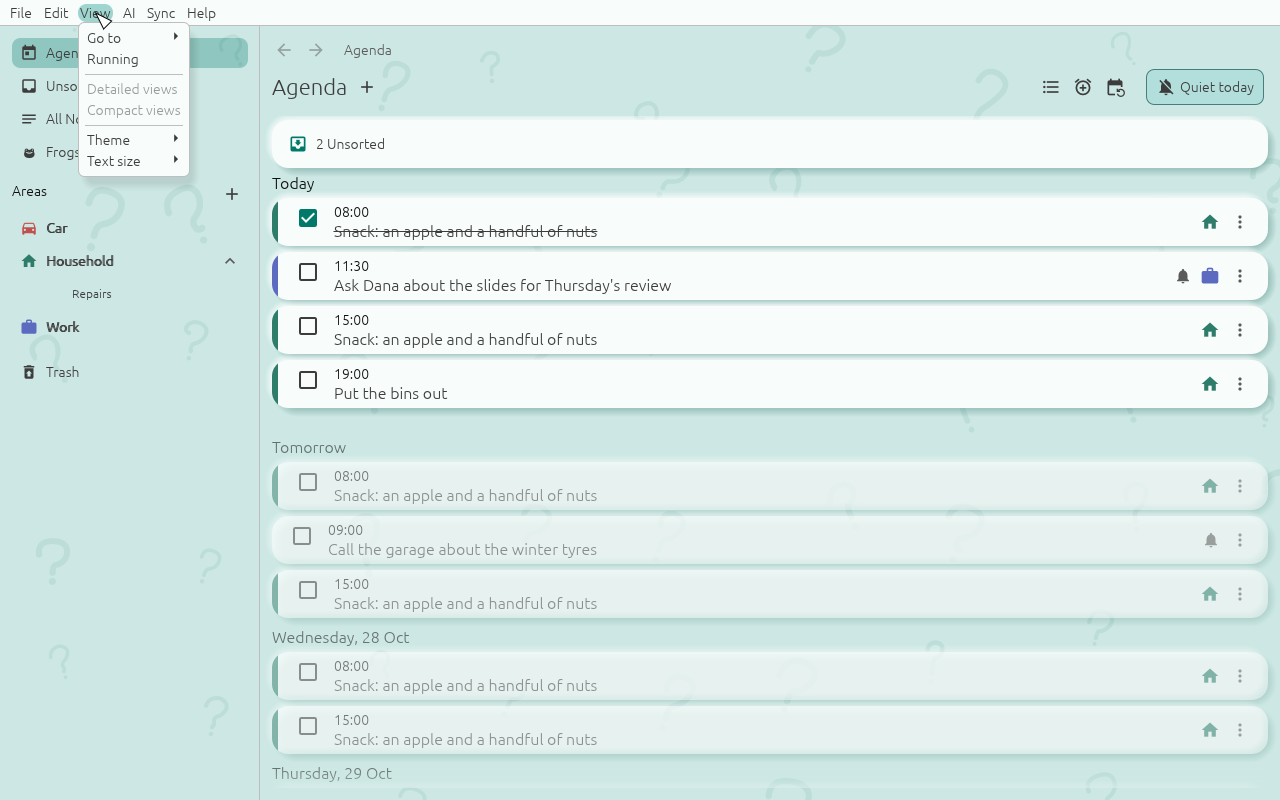 File Edit View AI Sync Help
Go to
Running
Detailed views
Compact views
Theme
Text size
Areas
Car
Household
Repairs
Work
Trash
Agenda
Agenda
Quiet today
2 Unsorted
Today
08:00
Snack: an apple and a handful of nuts
11:30
Ask Dana about the slides for Thursday's review
15:00
Snack: an apple and a handful of nuts
19:00
Put the bins out
Tomorrow
08:00
Snack: an apple and a handful of nuts
09:00
Call the garage about the winter tyres
15:00
Snack: an apple and a handful of nuts
Wednesday, 28 Oct
08:00
Snack: an apple and a handful of nuts
15:00
Snack: an apple and a handful of nuts
Thursday, 29 Oct